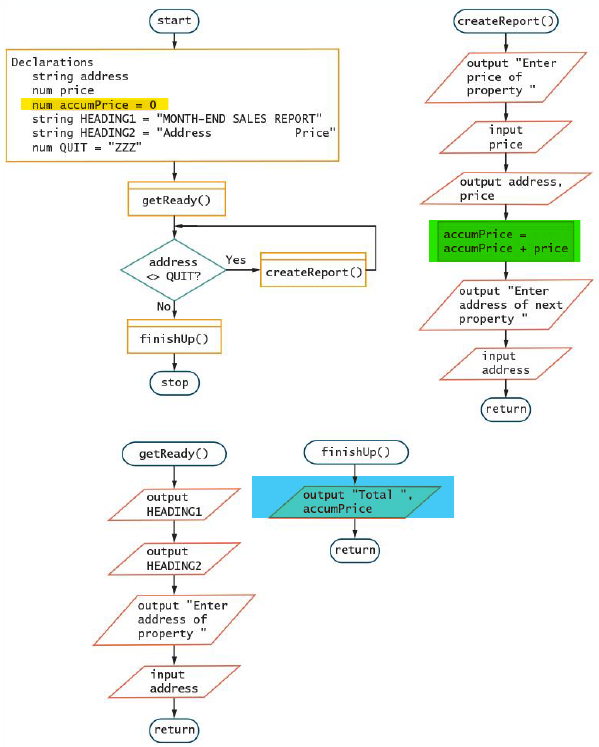 start
Declarations
string address
num price
num accumPrice = 0
string HEADING1 = "MONTH-END SALES REPORT"
string HEADING2 = "Address Price"
num QUIT = "ZZZ"
getReady()
address
<> QUIT?
Yes
createReport()
No
finishUp()
stop
createReport()
output "Enter
price of
property "
input
price
output address,
price
accumPrice =
accumPrice + price
output "Enter
address of next
property "
input
address
return
getReady()
output
HEADING1
output
HEADING2
output "Enter
address of
property "
input
address
return
finishUp()
output "Total ",
accumPrice
return